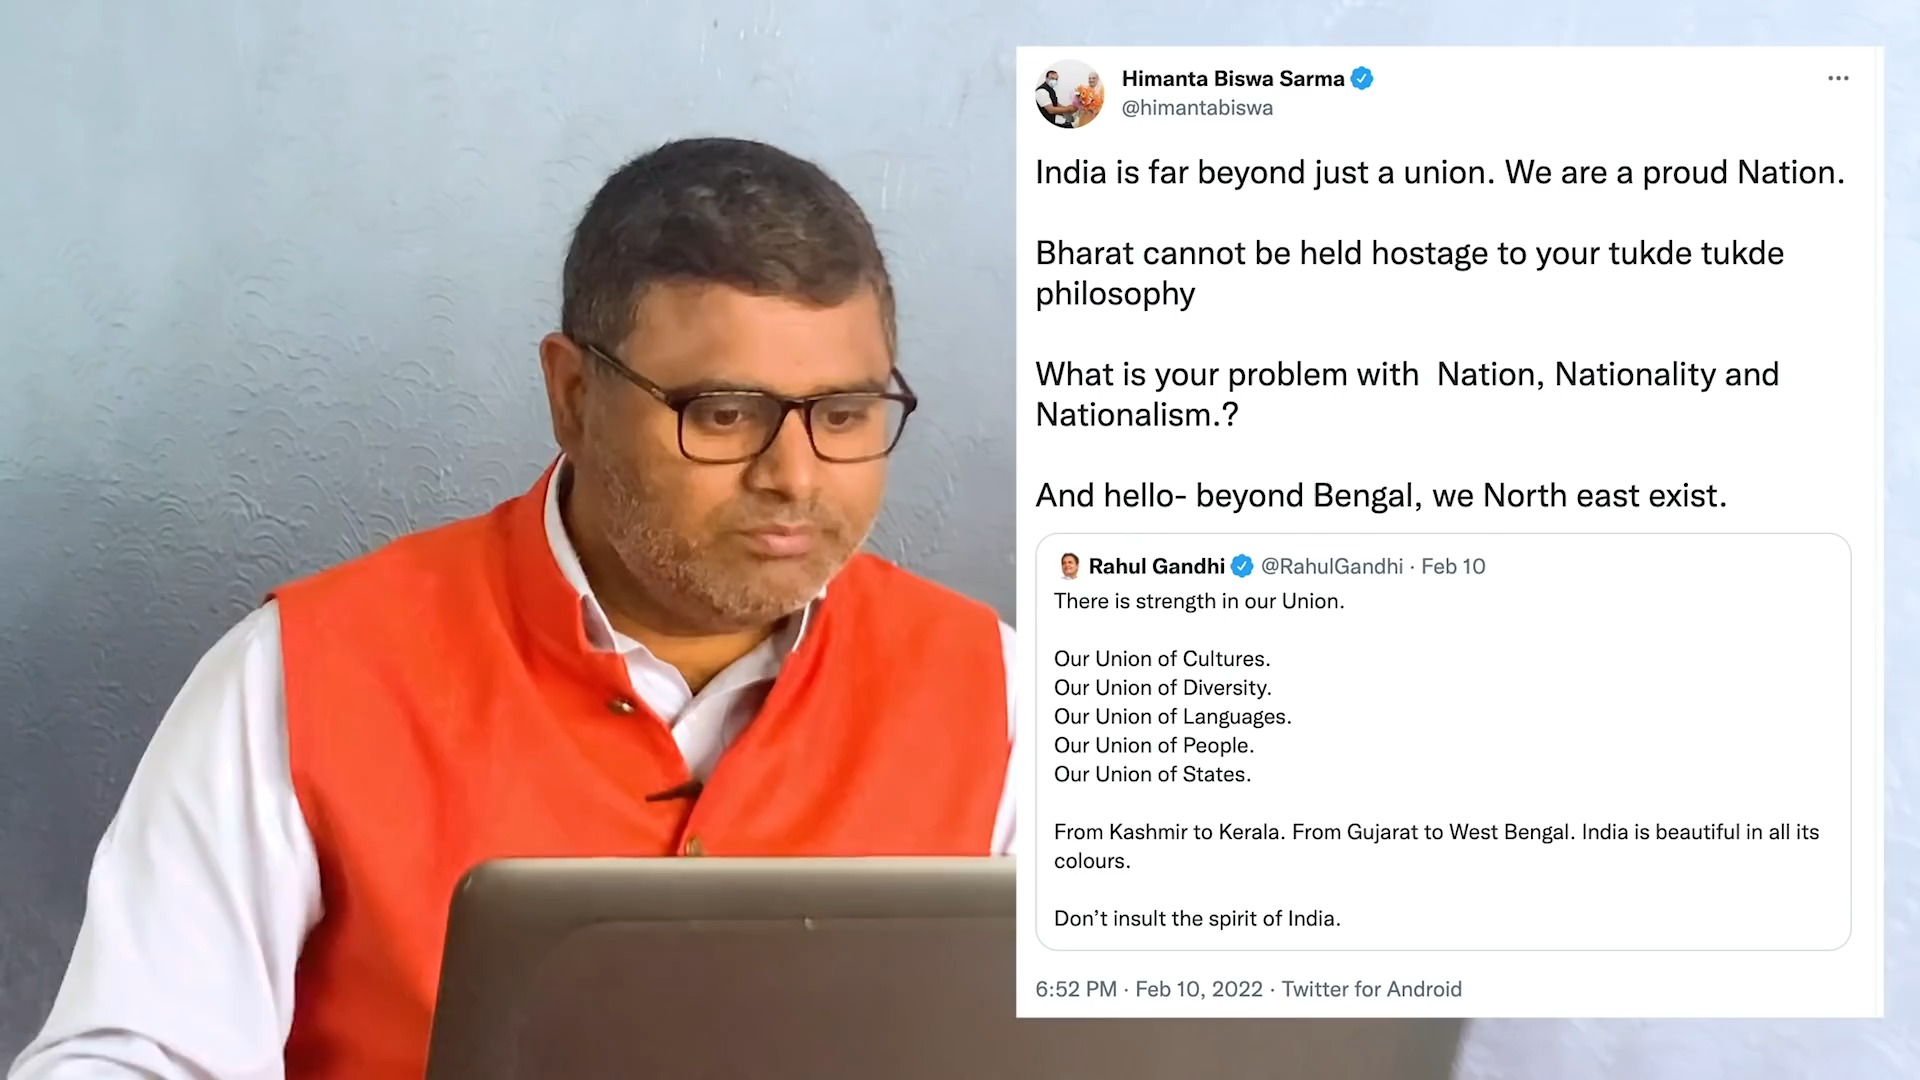 Himanta Biswa Sarma
@himantabiswa
India is far beyond just a union. We are a proud Nation.
Bharat cannot be held hostage to your tukde tukde
philosophy
What is your problem with  Nation, Nationality and
Nationalism.?
And hello- beyond Bengal, we North east exist.
Rahul Gandhi @RahulGandhi · Feb 10
There is strength in our Union.
Our Union of Cultures.
Our Union of Diversity.
Our Union of Languages.
Our Union of People.
Our Union of States.
From Kashmir to Kerala. From Gujarat to West Bengal. India is beautiful in all its
colours.
Don’t insult the spirit of India.
6:52 PM · Feb 10, 2022 · Twitter for Android